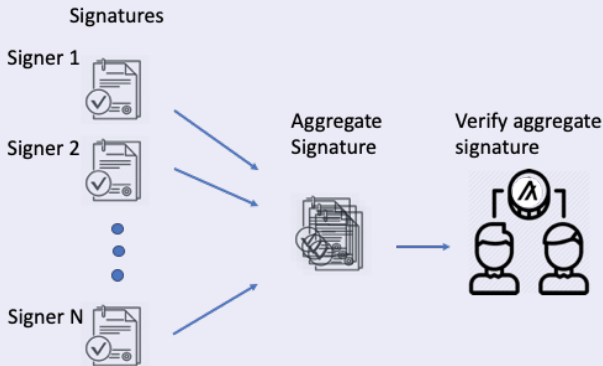 Signatures
Signer 1
Signer 2
Signer N
Aggregate
Signature
Verify aggregate
signature